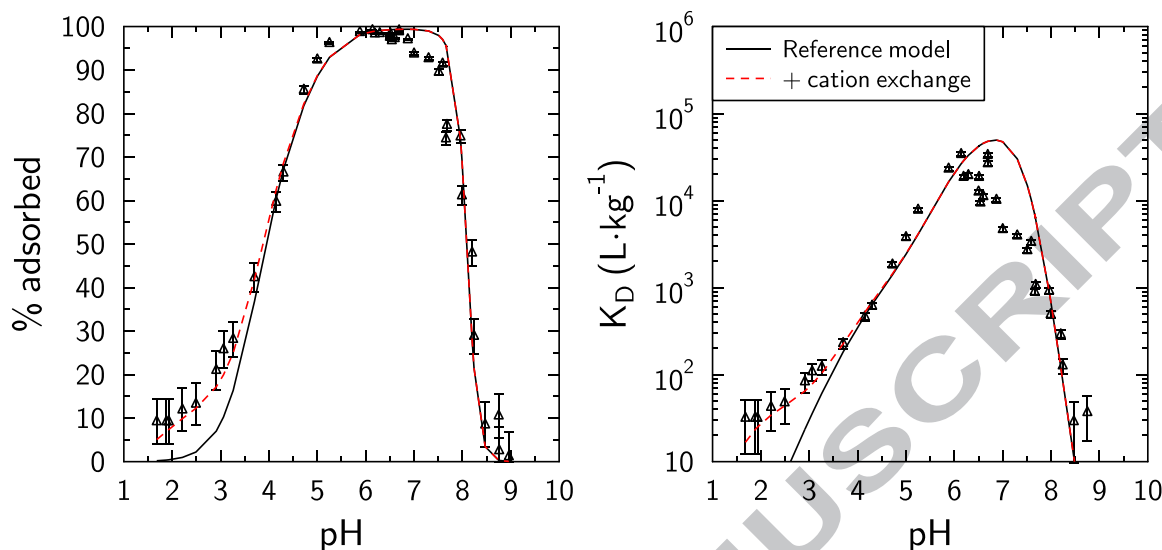 100
90
80
70
60
50
40
30
20
10
0
1 2 3 4 5 6 7 8 9 10
% adsorbed
pH
10^6
10^5
10^4
10^3
10^2
10
1 2 3 4 5 6 7 8 9 10
K_D (L·kg^-1)
pH
Reference model
+ cation exchange
USCRIPT